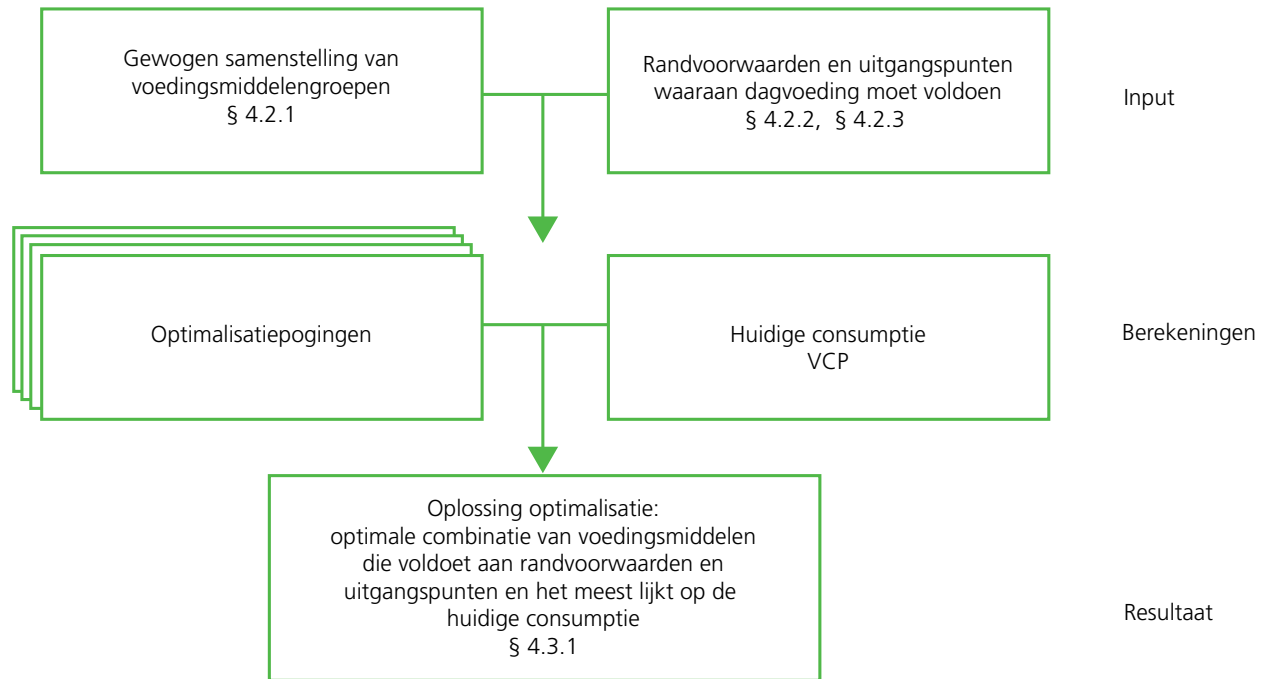 Gewogen samenstelling van
voedingsmiddelengroepen
§ 4.2.1
Randvoorwaarden en uitgangspunten
waaraan dagvoeding moet voldoen
§ 4.2.2, § 4.2.3
Input
Optimalisatiepogingen
Huidige consumptie
VCP
Berekeningen
Oplossing optimalisatie:
optimale combinatie van voedingsmiddelen
die voldoet aan randvoorwaarden en
uitgangspunten en het meest lijkt op de
huidige consumptie
§ 4.3.1
Resultaat